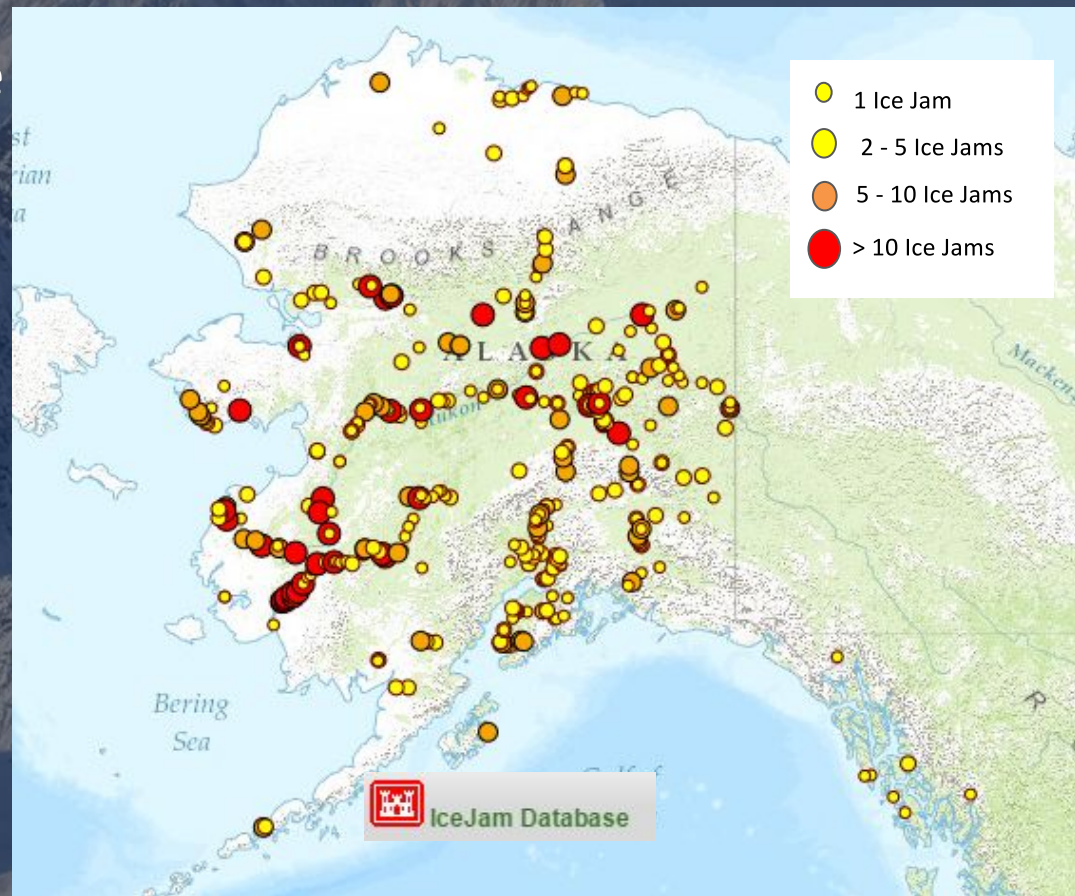 1 Ice Jam
2 - 5 Ice Jams
5 - 10 Ice Jams
> 10 Ice Jams
BROOKS RANGE
ALASKA
Yukon
Bering
Sea
IceJam Database